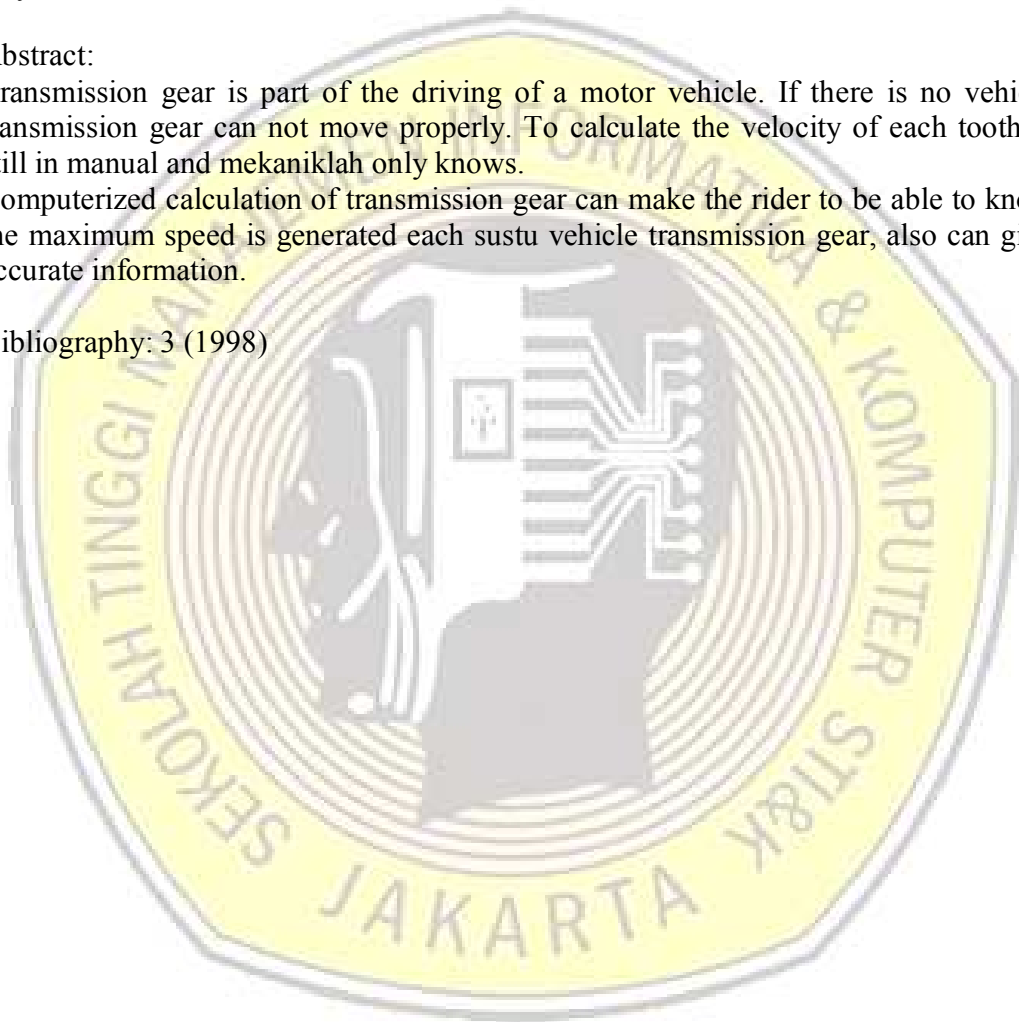 bstract:
ransmission gear is part of the driving of a motor vehicle. If there is no vehi
ansmission gear can not move properly. To calculate the velocity of each tooth
ill in manual and mekaniklah only knows.
omputerized calculation of transmission gear can make the rider to be able to kno
ne maximum speed is generated each sustu vehicle transmission gear, also can gi
ccurate information.
ibliography: 3 (1998)
SEKOLAH TINGGI MANAJEMEN INFORMATIKA & KOMPUTER STI&K
JAKARTA